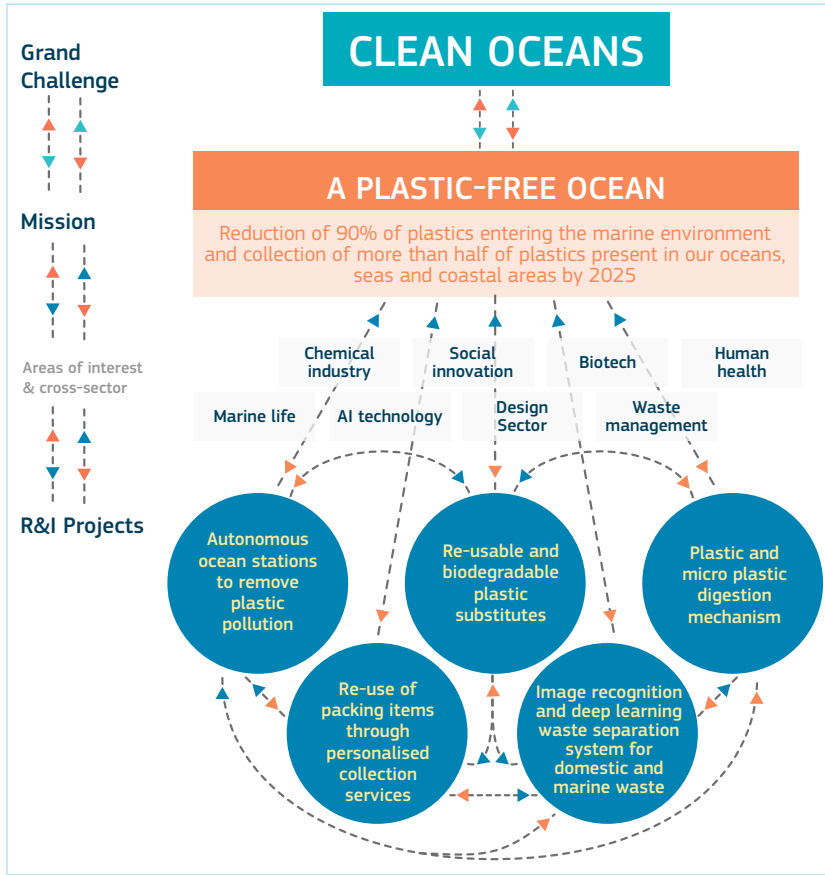 CLEAN OCEANS
Grand
Challenge
A PLASTIC-FREE OCEAN
Mission
Reduction of 90% of plastics entering the marine environment
and collection of more than half of plastics present in our oceans,
seas and coastal areas by 2025
Areas of interest
& cross-sector
Chemical
industry
Social
innovation
Biotech
Human
health
Marine life
AI technology
Design
Sector
Waste
management
R&I Projects
Autonomous
ocean stations
to remove
plastic
pollution
Re-usable and
biodegradable
plastic
substitutes
Plastic and
micro plastic
digestion
mechanism
Re-use of
packing items
through
personalised
collection
services
Image recognition
and deep learning
waste separation
system for
domestic and
marine waste